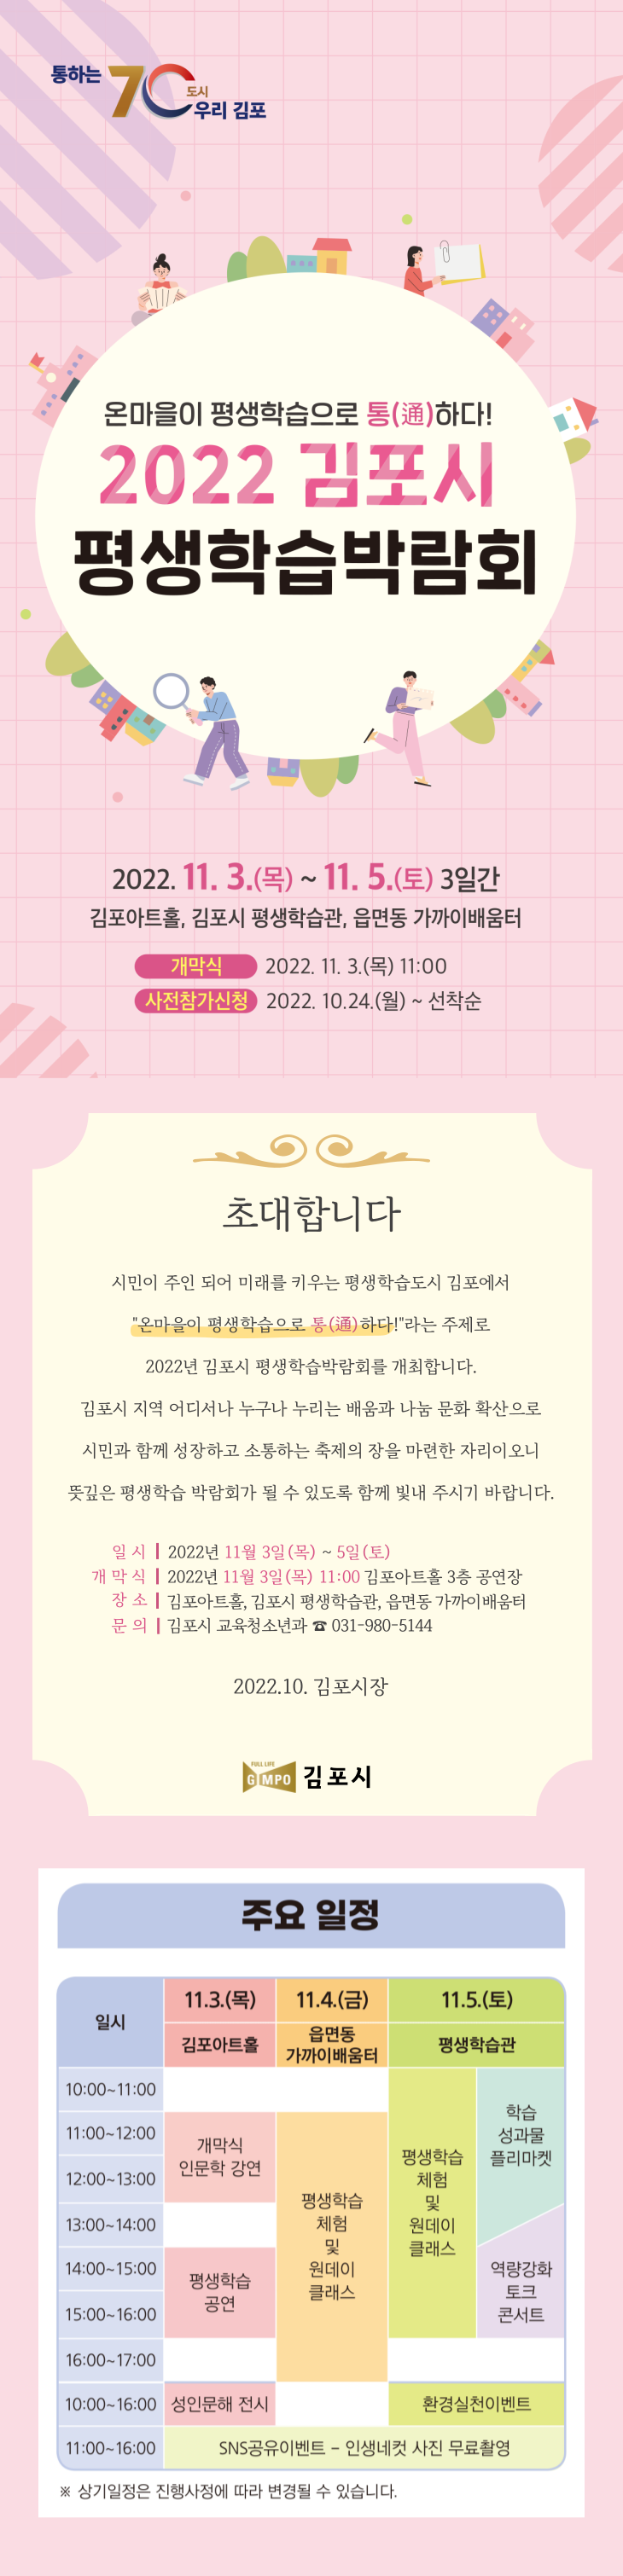 통하는 70 도시 우리 김포
온마을이 평생학습으로 통(通)하다!
2022 김포시
평생학습박람회
2022. 11. 3.(목) ~ 11. 5.(토) 3일간
김포아트홀, 김포시 평생학습관, 읍면동 가까이배움터
개막식 2022. 11. 3.(목) 11:00
사전참가신청 2022. 10.24.(월) ~ 선착순
초대합니다
시민이 주인 되어 미래를 키우는 평생학습도시 김포에서
"온마을이 평생학습으로 통(通)하다!"라는 주제로
2022년 김포시 평생학습박람회를 개최합니다.
김포시 지역 어디서나 누구나 누리는 배움과 나눔 문화 확산으로
시민과 함께 성장하고 소통하는 축제의 장을 마련한 자리이오니
뜻깊은 평생학습 박람회가 될 수 있도록 함께 빛내 주시기 바랍니다.
일 시 | 2022년 11월 3일(목) ~ 5일(토)
개 막 식 | 2022년 11월 3일(목) 11:00 김포아트홀 3층 공연장
장 소 | 김포아트홀, 김포시 평생학습관, 읍면동 가까이배움터
문 의 | 김포시 교육청소년과 ☎ 031-980-5144
2022.10. 김포시장
FULL LIFE
GIMPO 김포시
주요 일정
일시
11.3.(목) 11.4.(금) 11.5.(토)
김포아트홀
읍면동
가까이배움터
평생학습관
10:00~11:00
11:00~12:00
12:00~13:00
13:00~14:00
14:00~15:00
15:00~16:00
16:00~17:00
개막식
인문학 강연
평생학습
공연
평생학습
체험
및
원데이
클래스
평생학습
체험
및
원데이
클래스
학습
성과물
플리마켓
역량강화
토크
콘서트
10:00~16:00 성인문해 전시 환경실천이벤트
11:00~16:00 SNS공유이벤트 - 인생네컷 사진 무료촬영
※ 상기일정은 진행사정에 따라 변경될 수 있습니다.